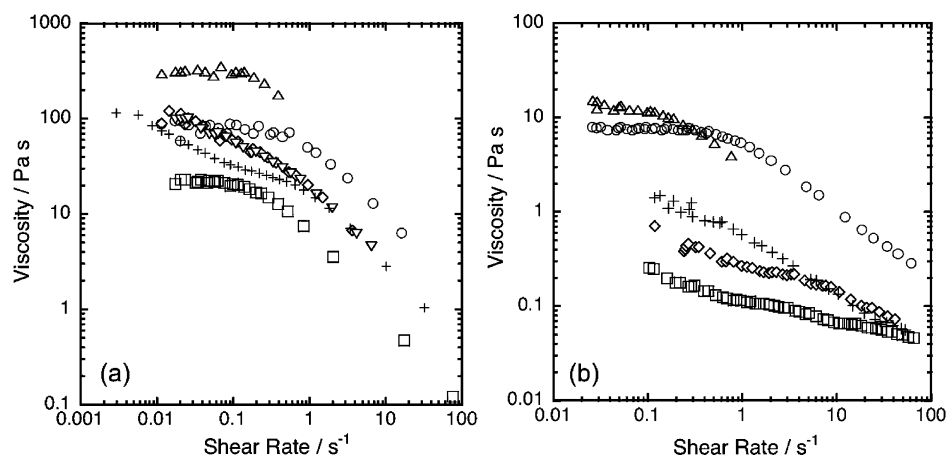 1000
100
10
1
0.1
Viscosity / Pa s
(a)
0.001 0.01 0.1 1 10 100
Shear Rate / s⁻¹
100
10
1
0.1
0.01
Viscosity / Pa s
(b)
0.01 0.1 1 10 100
Shear Rate / s⁻¹